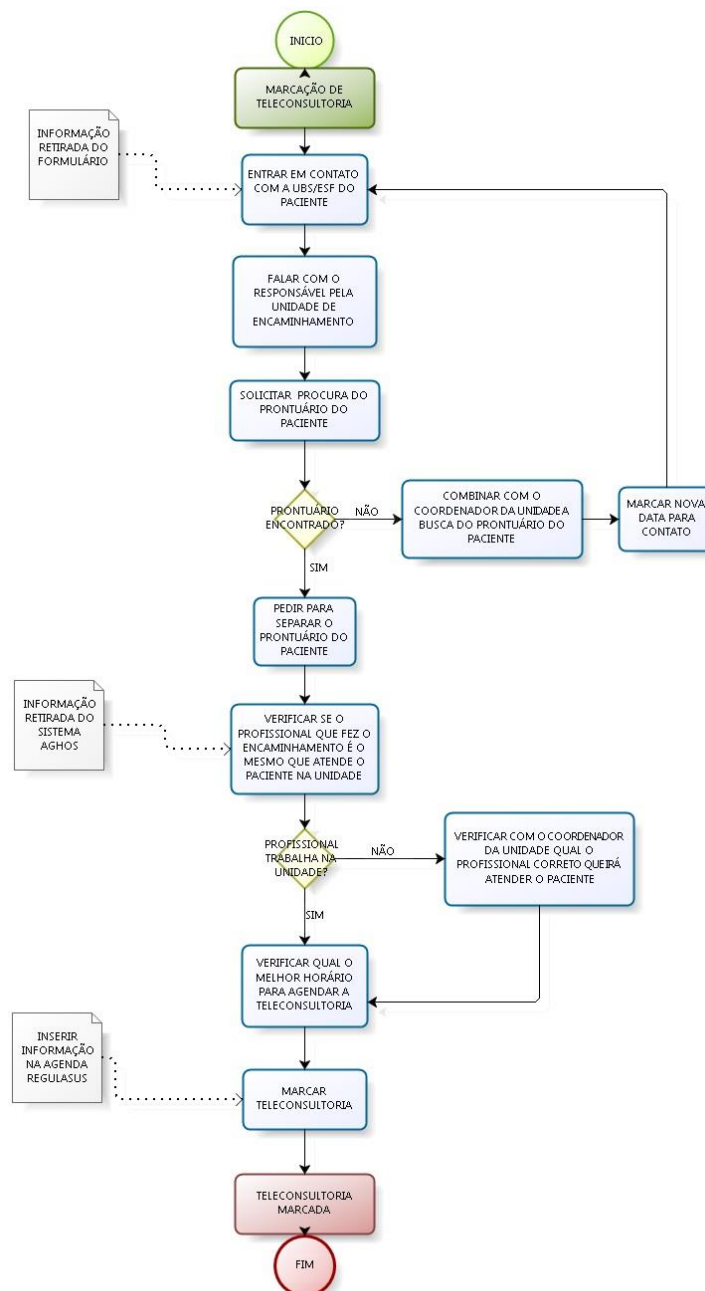 INICIO
MARCAÇÃO DE
TELECONSULTORIA
INFORMAÇÃO
RETIRADA DO
FORMULÁRIO
ENTRAR EM CONTATO
COM A UBS/ESF DO
PACIENTE
FALAR COM O
RESPONSÁVEL PELA
UNIDADE DE
ENCAMINHAMENTO
SOLICITAR PROCURA DO
PRONTUÁRIO DO
PACIENTE
PRONTUÁRIO
ENCONTRADO?
NÃO
COMBINAR COM O
COORDENADOR DA UNIDADE A
BUSCA DO PRONTUÁRIO DO
PACIENTE
MARCAR NOVA
DATA PARA
CONTATO
SIM
PEDIR PARA
SEPARAR O
PRONTUÁRIO DO
PACIENTE
INFORMAÇÃO
RETIRADA DO
SISTEMA
AGHOS
VERIFICAR SE O
PROFISSIONAL QUE FEZ O
ENCAMINHAMENTO É O
MESMO QUE ATENDE O
PACIENTE NA UNIDADE
PROFISSIONAL
TRABALHA NA
UNIDADE?
NÃO
VERIFICAR COM O COORDENADOR
DA UNIDADE QUAL O
PROFISSIONAL CORRETO QUE IRÁ
ATENDER O PACIENTE
SIM
VERIFICAR QUAL O
MELHOR HORÁRIO
PARA AGENDAR A
TELECONSULTORIA
INSERIR
INFORMAÇÃO
NA AGENDA
REGULASUS
MARCAR
TELECONSULTORIA
TELECONSULTORIA
MARCADA
FIM